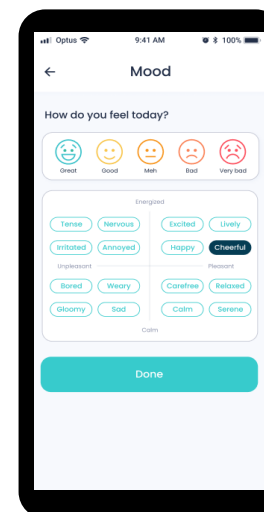 Optus 9:41 AM 100%
Mood
How do you feel today?
Great Good Meh Bad Very bad
Energized
Tense Nervous Excited Lively
Irritated Annoyed Happy Cheerful
Unpleasant Pleasant
Bored Weary Carefree Relaxed
Gloomy Sad Calm Serene
Calm
Done